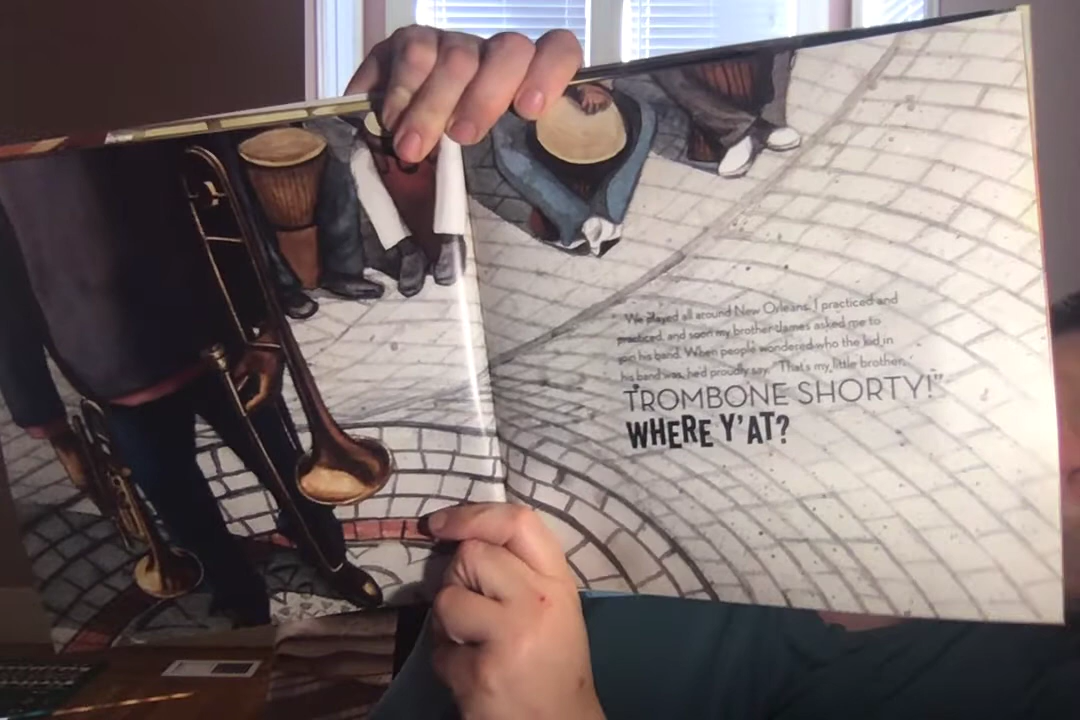 We played all around New Orleans. I practiced and
practiced, and soon my brother James asked me to
join his band. When people wondered who the kid in
his band was, he'd proudly say, "That's my little brother,
TROMBONE SHORTY!"
WHERE Y'AT?